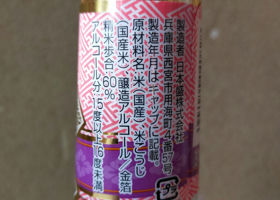 製造者 日本盛株式会社
兵庫県西宮市用海町4番57号
製造年月はキャップに記載。
原材料名:米(国産)、米こうじ
(国産米)、醸造アルコール/金箔
精米歩合:60%
アルコール分:15度以上16度未満